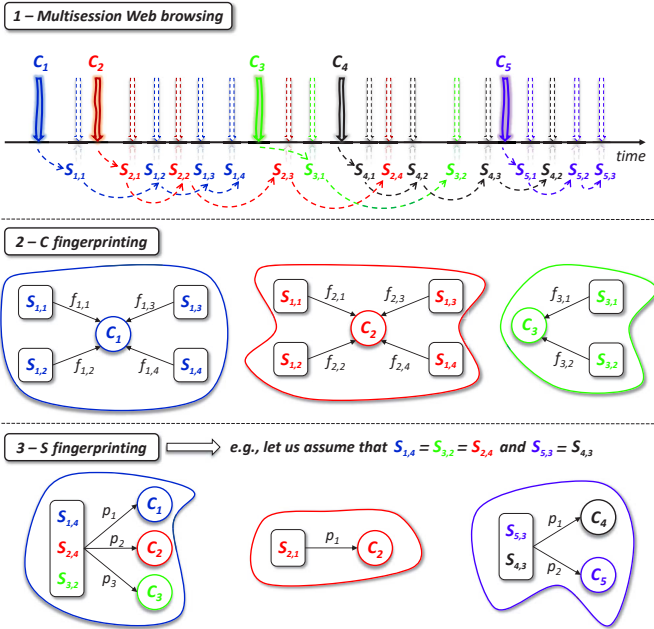 1 – Multisession Web browsing
C1 C2 C3 C4 C5
time
S1,1 S2,1 S1,2 S2,2 S1,3 S1,4 S2,3 S3,1 S4,1 S2,4 S4,2 S3,2 S4,3 S5,1 S4,2 S5,2 S5,3
2 – C fingerprinting
S1,1 f1,1 f1,3 S1,3
C1
S1,2 f1,2 f1,4 S1,4
S1,1 f2,1 f2,3 S1,3
C2
S1,2 f2,2 f2,4 S1,4
f3,1 S3,1
C3
f3,2 S3,2
3 – S fingerprinting
e.g., let us assume that S1,4 = S3,2 = S2,4 and S5,3 = S4,3
S1,4 p1 C1
S2,4 p2 C2
S3,2 p3 C3
S2,1 p1 C2
S5,3 p1 C4
S4,3 p2 C5